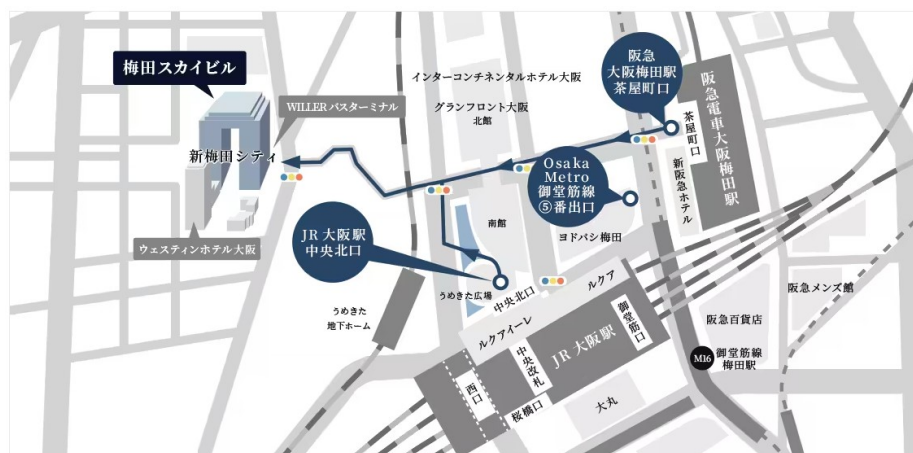 梅田スカイビル
WILLERバスターミナル
新梅田シティ
ウェスティンホテル大阪
インターコンチネンタルホテル大阪
グランフロント大阪
北館
阪急
大阪梅田駅
茶屋町口
茶屋町口
阪急電車大阪梅田駅
新阪急ホテル
Osaka
Metro
御堂筋線
⑤番出口
南館
ヨドバシ梅田
JR大阪駅
中央北口
うめきた広場
うめきた
地下ホーム
中央北口
ルクア
ルクアイーレ
御堂筋口
JR大阪駅
中央改札
西口
桜橋口
大丸
阪急百貨店
阪急メンズ館
M16
御堂筋線
梅田駅